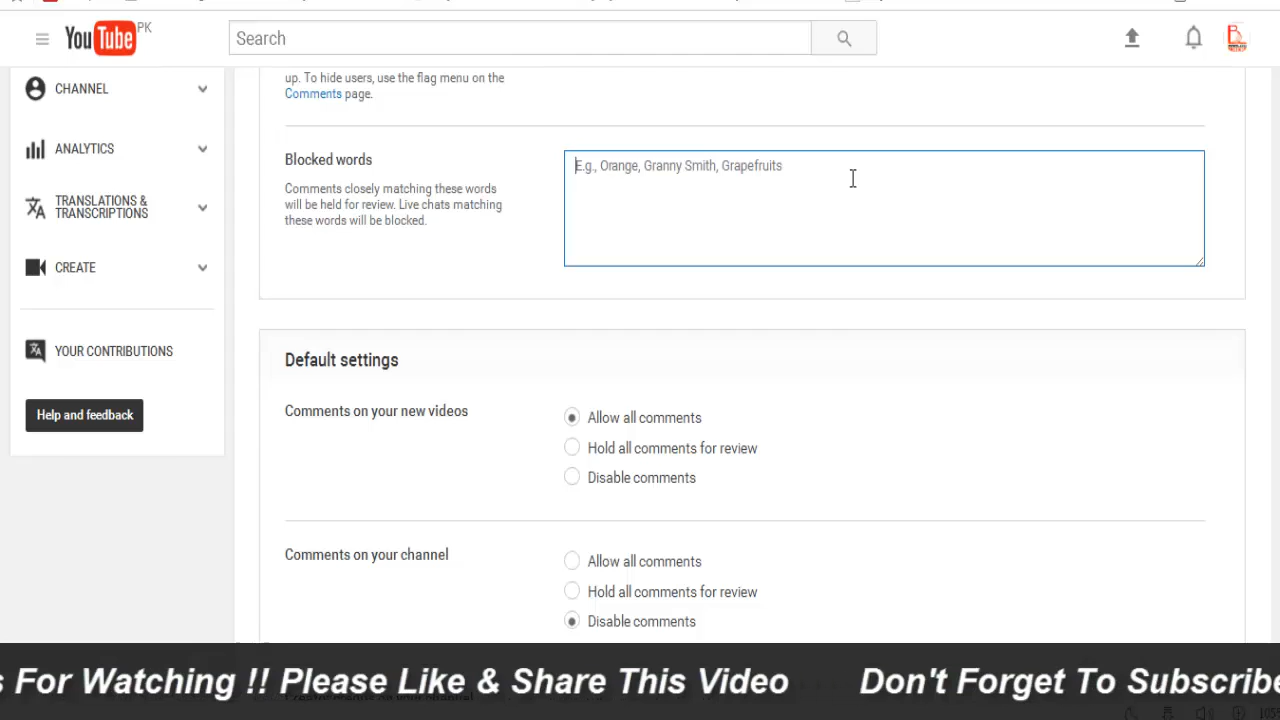 YouTube PK
Search
CHANNEL
ANALYTICS
TRANSLATIONS &
TRANSCRIPTIONS
CREATE
YOUR CONTRIBUTIONS
Help and feedback
up. To hide users, use the flag menu on the
Comments page.
Blocked words
Comments closely matching these words
will be held for review. Live chats matching
these words will be blocked.
E.g., Orange, Granny Smith, Grapefruits
Default settings
Comments on your new videos
Allow all comments
Hold all comments for review
Disable comments
Comments on your channel
Allow all comments
Hold all comments for review
Disable comments
s For Watching !! Please Like & Share This Video Don't Forget To Subscribe